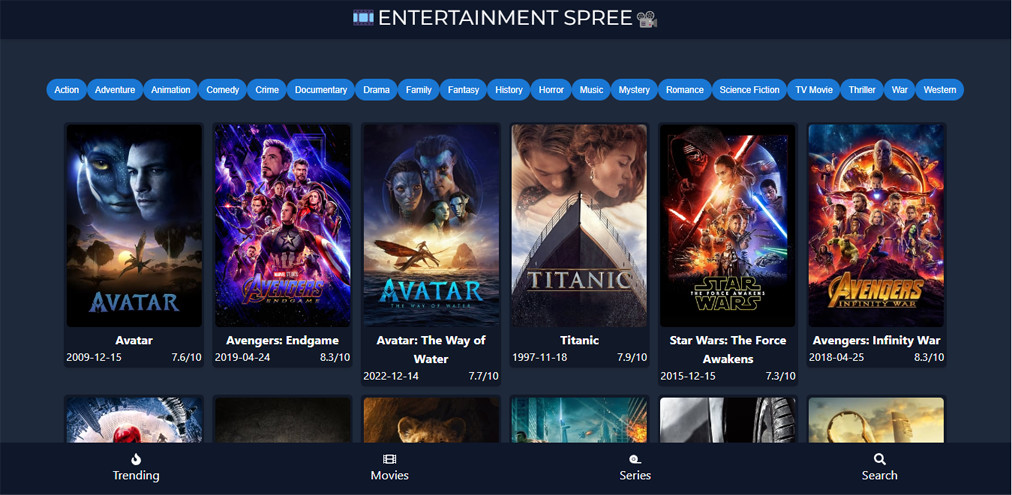 ENTERTAINMENT SPREE
Action Adventure Animation Comedy Crime Documentary Drama Family Fantasy History Horror Music Mystery Romance Science Fiction TV Movie Thriller War Western
AVATAR
MARVEL STUDIOS
AVENGERS
ENDGAME
AVATAR
THE WAY OF WATER
TITANIC
STAR
THE FORCE AWAKENS
WARS
AVENGERS
INFINITY WAR
Avatar
2009-12-15 7.6/10
Avengers: Endgame
2019-04-24 8.3/10
Avatar: The Way of
Water
2022-12-14 7.7/10
Titanic
1997-11-18 7.9/10
Star Wars: The Force
Awakens
2015-12-15 7.3/10
Avengers: Infinity War
2018-04-25 8.3/10
Trending Movies Series Search